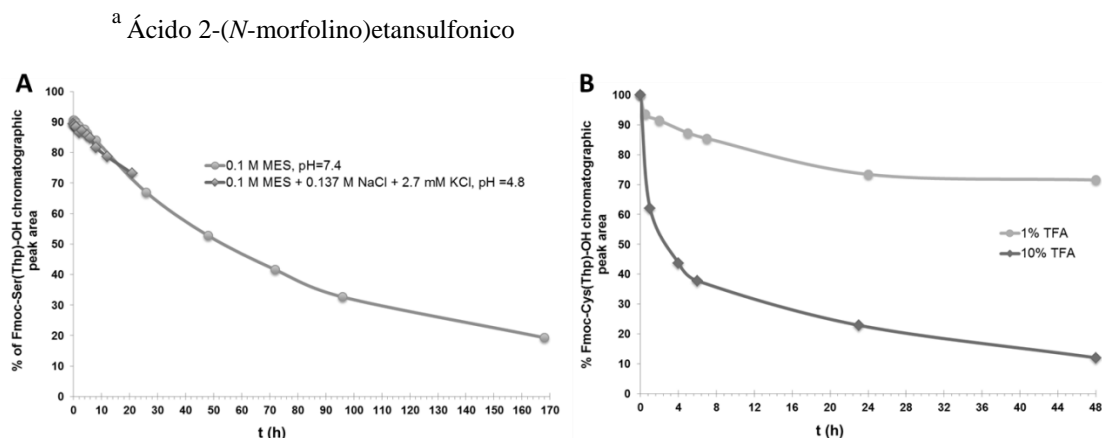 a Ácido 2-(N-morfolino)etansulfonico
A
% of Fmoc-Ser(Thp)-OH chromatographic
peak area
100
90
80
70
60
50
40
30
20
10
0
0.1 M MES, pH=7.4
0.1 M MES + 0.137 M NaCl + 2.7 mM KCl, pH =4.8
0 10 20 30 40 50 60 70 80 90 100 110 120 130 140 150 160 170
t (h)
B
% Fmoc-Cys(Thp)-OH chromatographic
peak area
100
90
80
70
60
50
40
30
20
10
0
1% TFA
10% TFA
0 4 8 12 16 20 24 28 32 36 40 44 48
t (h)